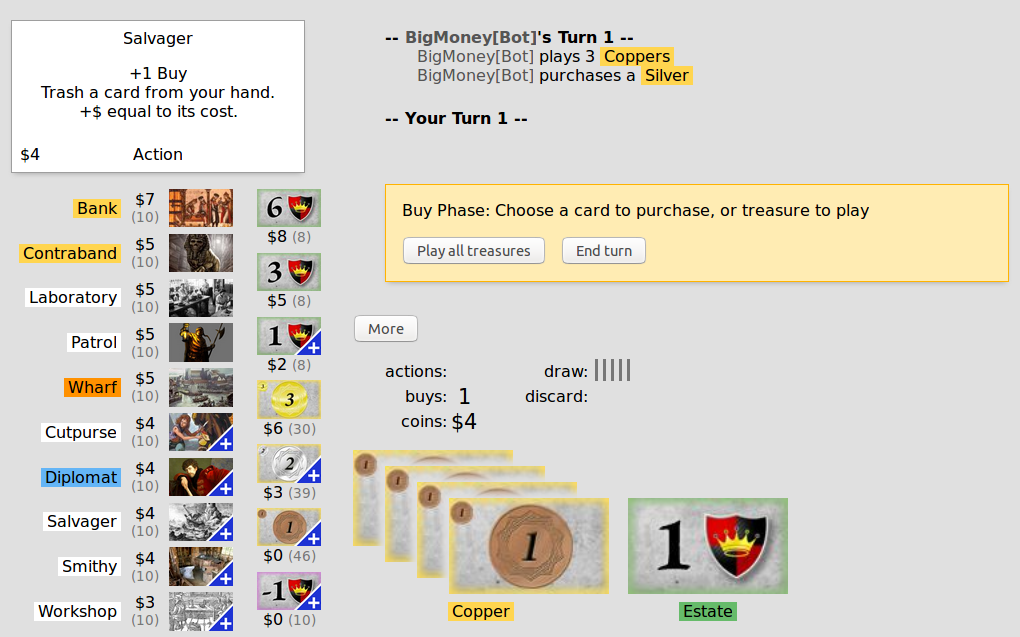 Salvager
+1 Buy
Trash a card from your hand.
+$ equal to its cost.
$4 Action
-- BigMoney[Bot]'s Turn 1 --
BigMoney[Bot] plays 3 Coppers
BigMoney[Bot] purchases a Silver
-- Your Turn 1 --
Buy Phase: Choose a card to purchase, or treasure to play
Play all treasures End turn
Bank $7 (10)
Contraband $5 (10)
Laboratory $5 (10)
Patrol $5 (10)
Wharf $5 (10)
Cutpurse $4 (10) +
Diplomat $4 (10) +
Salvager $4 (10) +
Smithy $4 (10) +
Workshop $3 (10) +
6
$8 (8)
3
$5 (8)
1 +
$2 (8)
3
$6 (30)
2 +
$3 (39)
1 +
$0 (46)
-1 +
$0 (10)
More
actions: draw:
buys: 1 discard:
coins: $4
1
1
1
1 1
Copper
1
Estate